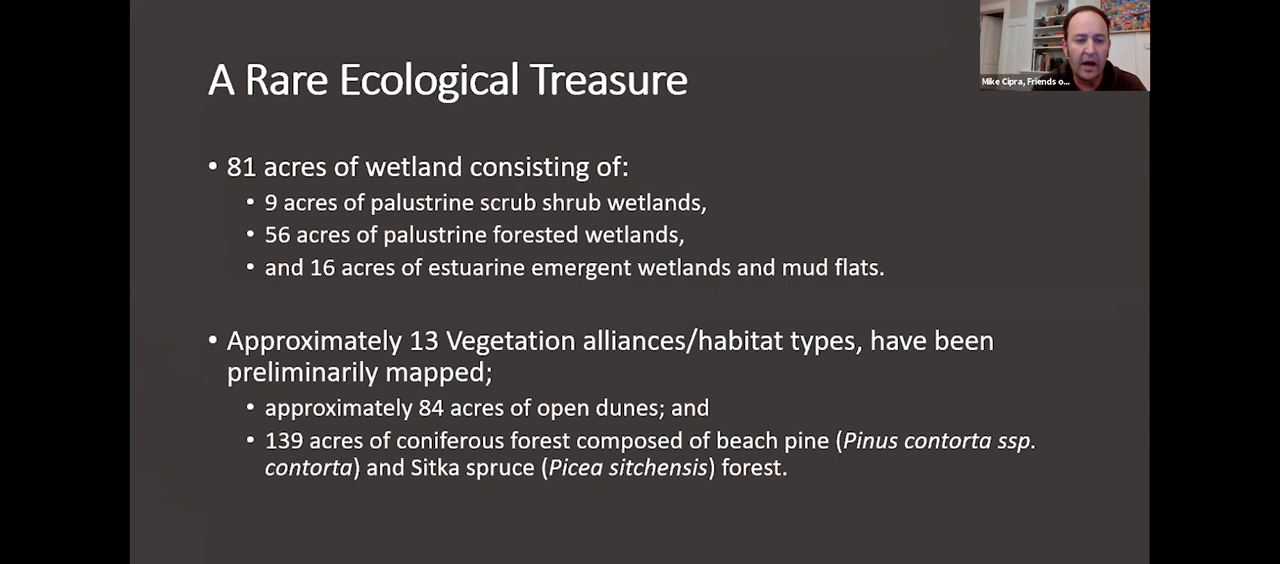 Mike Cipra, Friends o...
A Rare Ecological Treasure
• 81 acres of wetland consisting of:
• 9 acres of palustrine scrub shrub wetlands,
• 56 acres of palustrine forested wetlands,
• and 16 acres of estuarine emergent wetlands and mud flats.
• Approximately 13 Vegetation alliances/habitat types, have been
preliminarily mapped;
• approximately 84 acres of open dunes; and
• 139 acres of coniferous forest composed of beach pine (Pinus contorta ssp.
contorta) and Sitka spruce (Picea sitchensis) forest.